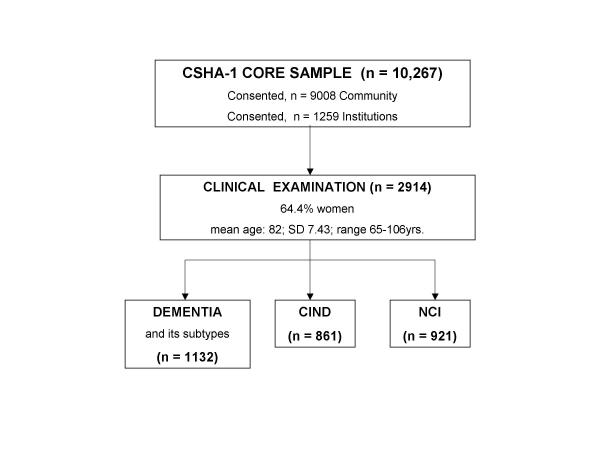 CSHA-1 CORE SAMPLE (n = 10,267)
Consented, n = 9008 Community
Consented, n = 1259 Institutions
CLINICAL EXAMINATION (n = 2914)
64.4% women
mean age: 82; SD 7.43; range 65-106yrs.
DEMENTIA
and its subtypes
(n = 1132)
CIND
(n = 861)
NCI
(n = 921)